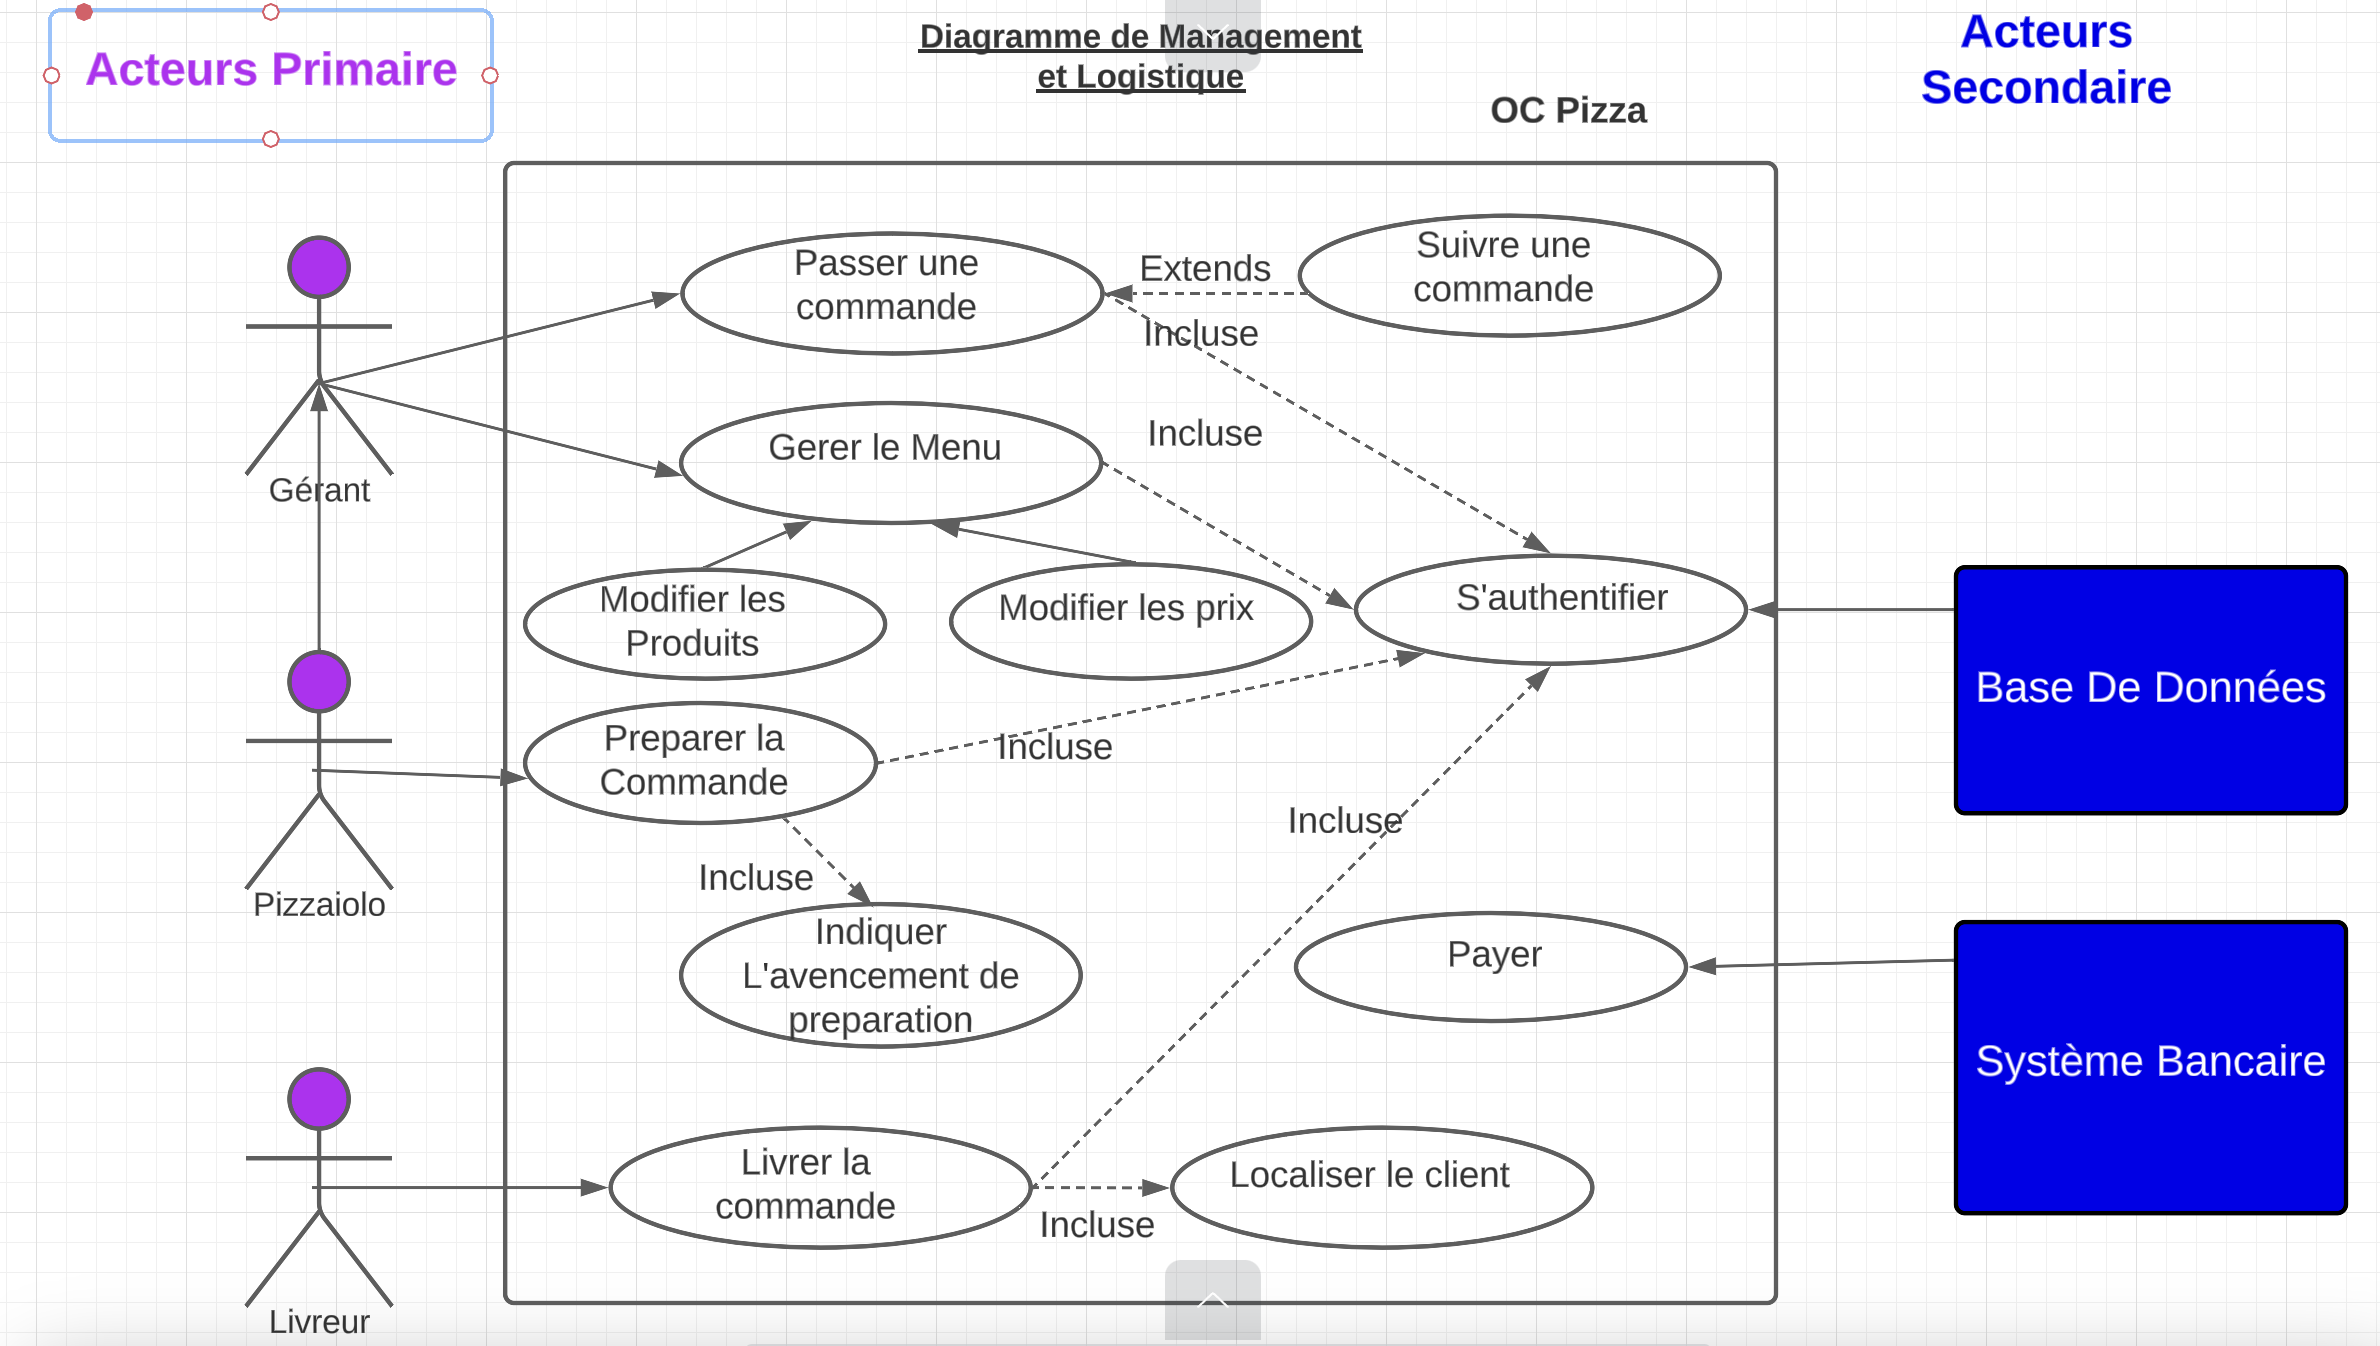 Acteurs Primaire
Diagramme de Management
et Logistique
OC Pizza
Acteurs
Secondaire
Passer une
commande
Extends
Suivre une
commande
Incluse
Gerer le Menu
Incluse
Gérant
Modifier les
Produits
Modifier les prix
S'authentifier
Base De Données
Preparer la
Commande
Incluse
Incluse
Incluse
Pizzaiolo
Indiquer
L'avencement de
preparation
Payer
Système Bancaire
Livrer la
commande
Localiser le client
Incluse
Livreur